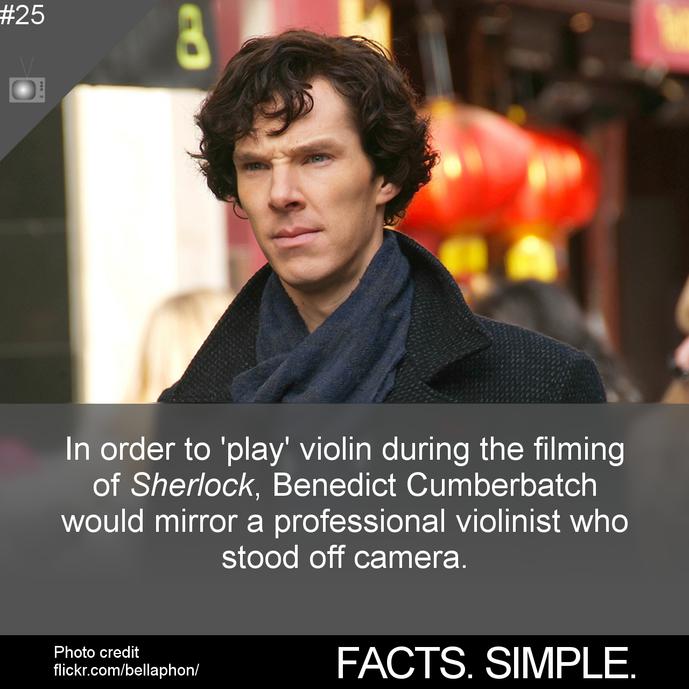 #25
8
In order to 'play' violin during the filming
of Sherlock, Benedict Cumberbatch
would mirror a professional violinist who
stood off camera.
Photo credit
flickr.com/bellaphon/
FACTS. SIMPLE.